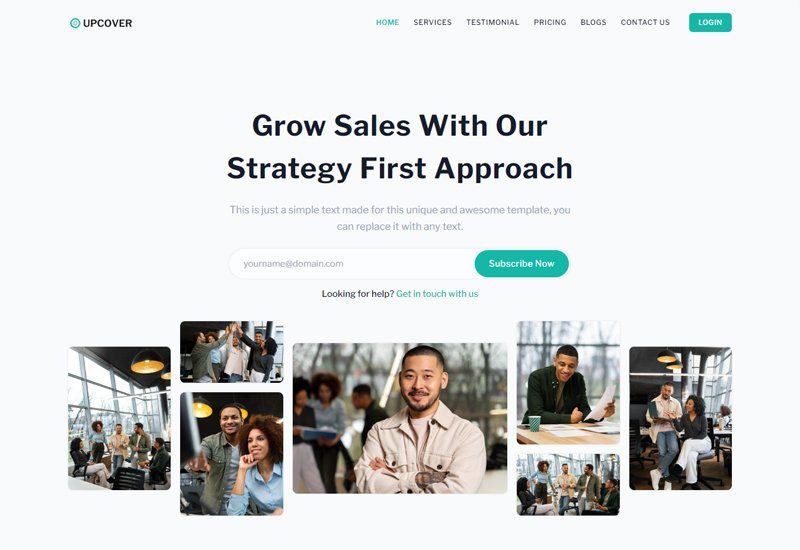 UPCOVER
HOME SERVICES TESTIMONIAL PRICING BLOGS CONTACT US LOGIN
Grow Sales With Our
Strategy First Approach
This is just a simple text made for this unique and awesome template, you
can replace it with any text.
yourname@domain.com
Subscribe Now
Looking for help? Get in touch with us